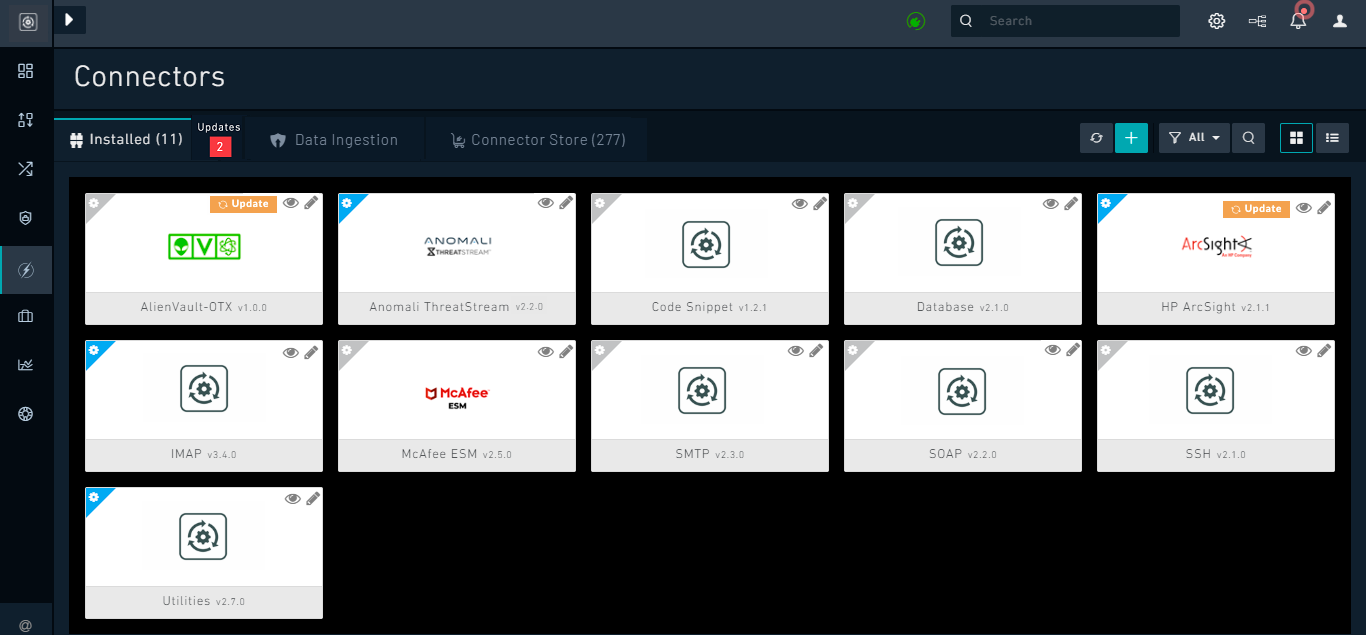 Search
Connectors
Installed (11)
Updates
2
Data Ingestion
Connector Store (277)
All
Update
AlienVault-OTX v1.0.0
ANOMALI
THREATSTREAM
Anomali ThreatStream v2.2.0
Code Snippet v1.2.1
Database v2.1.0
Update
ArcSight
An HP Company
HP ArcSight v2.1.1
IMAP v3.4.0
McAfee
ESM
McAfee ESM v2.5.0
SMTP v2.3.0
SOAP v2.2.0
SSH v2.1.0
Utilities v2.7.0
@